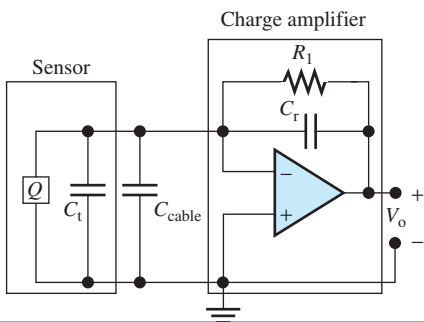 Charge amplifier
R1
Sensor
Cr
Q
Ct
Ccable
−
+
+
Vo
−